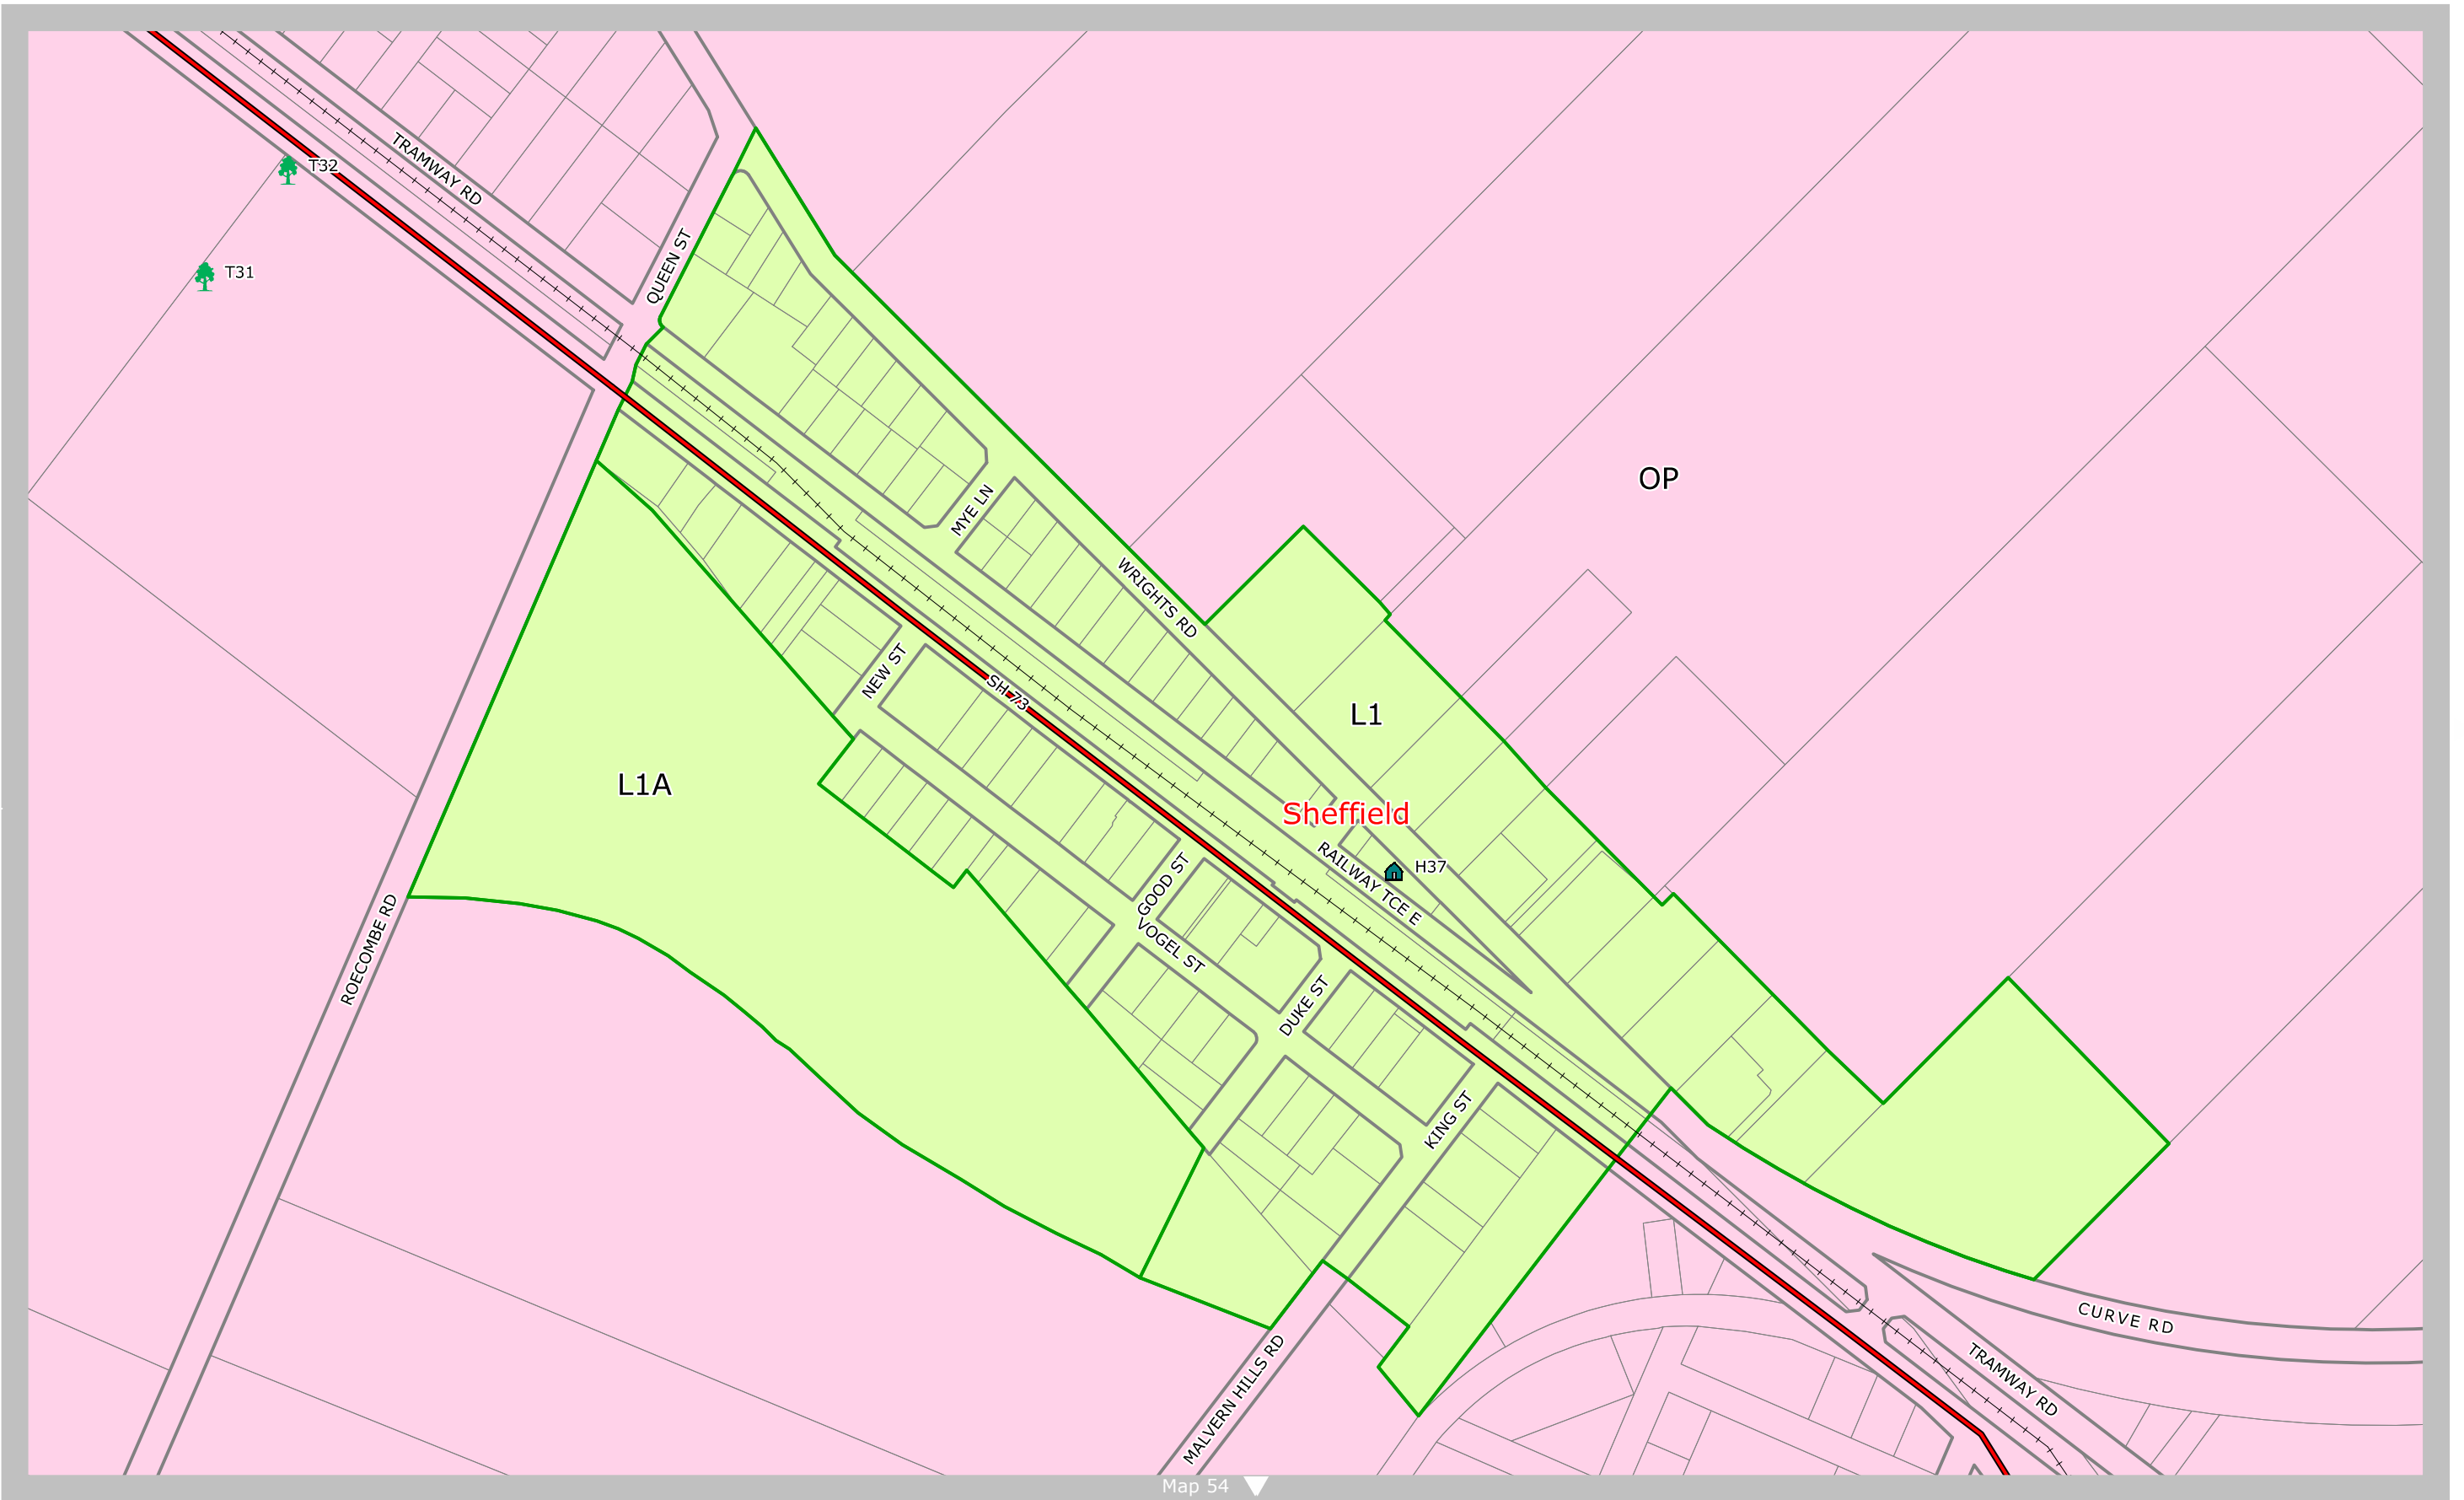 TRAMWAY RD
T32
QUEEN ST
T31
OP
MYE LN
WRIGHTS RD
NEW ST
SH 73
L1
L1A
Sheffield
RAILWAY TCE E
H37
GOOD ST
VOGEL ST
ROECOMBE RD
DUKE ST
KING ST
CURVE RD
TRAMWAY RD
MALVERN HILLS RD
Map 54